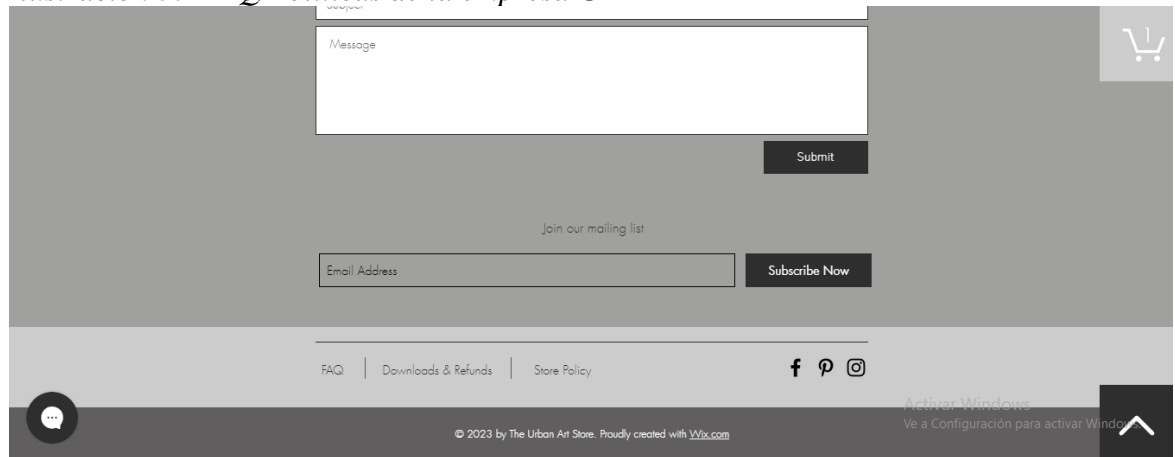 Message
1
Submit
Join our mailing list
Email Address
Subscribe Now
FAQ
Downloads & Refunds
Store Policy
Activar Windows
Ve a Configuración para activar Windows.
© 2023 by The Urban Art Store. Proudly created with Wix.com